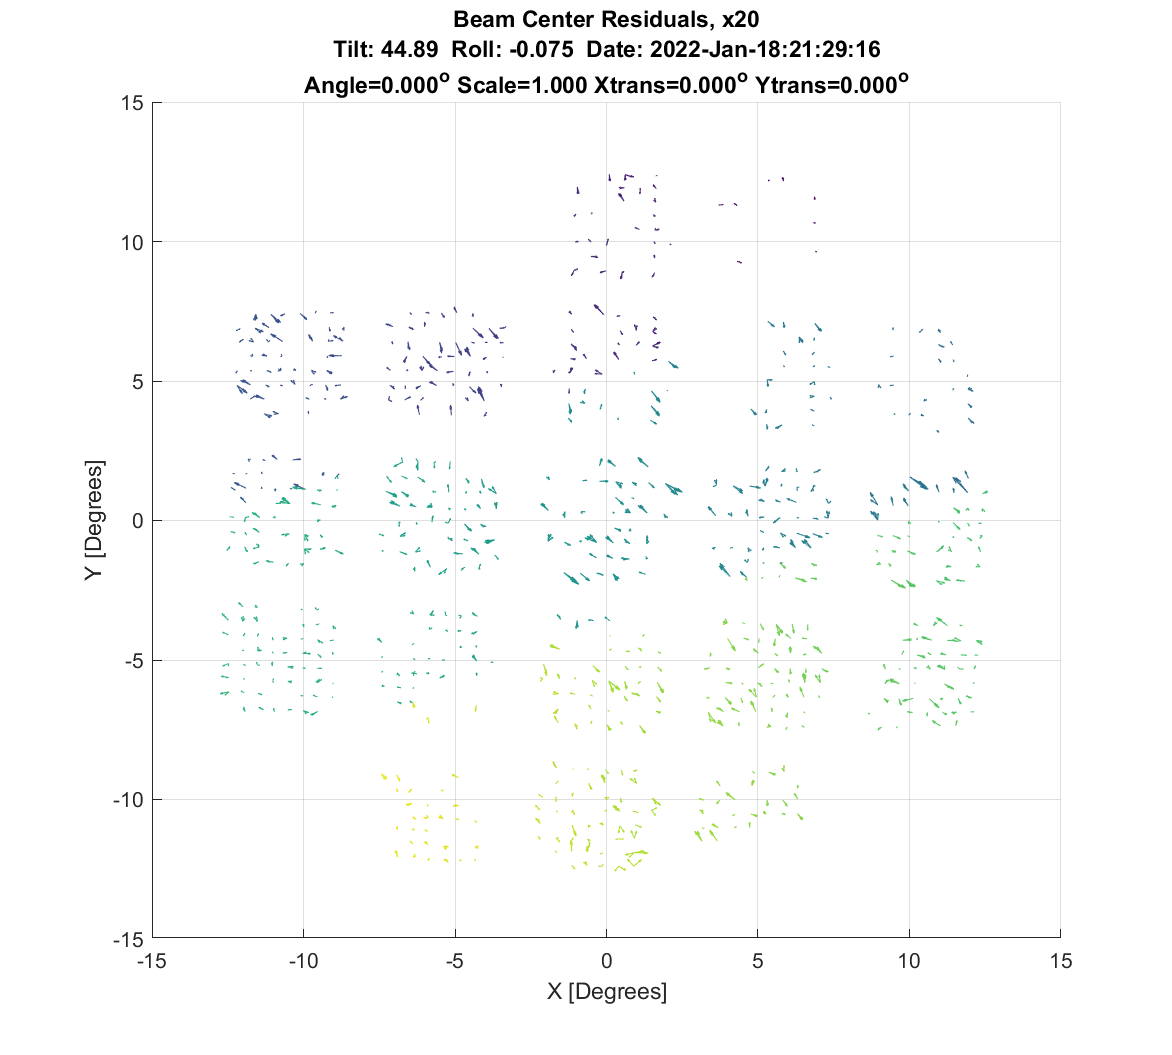 Beam Center Residuals, x20
Tilt: 44.89 Roll: -0.075 Date: 2022-Jan-18:21:29:16
Angle=0.000° Scale=1.000 Xtrans=0.000° Ytrans=0.000°
15
10
5
0
-5
-10
-15
Y [Degrees]
-15 -10 -5 0 5 10 15
X [Degrees]